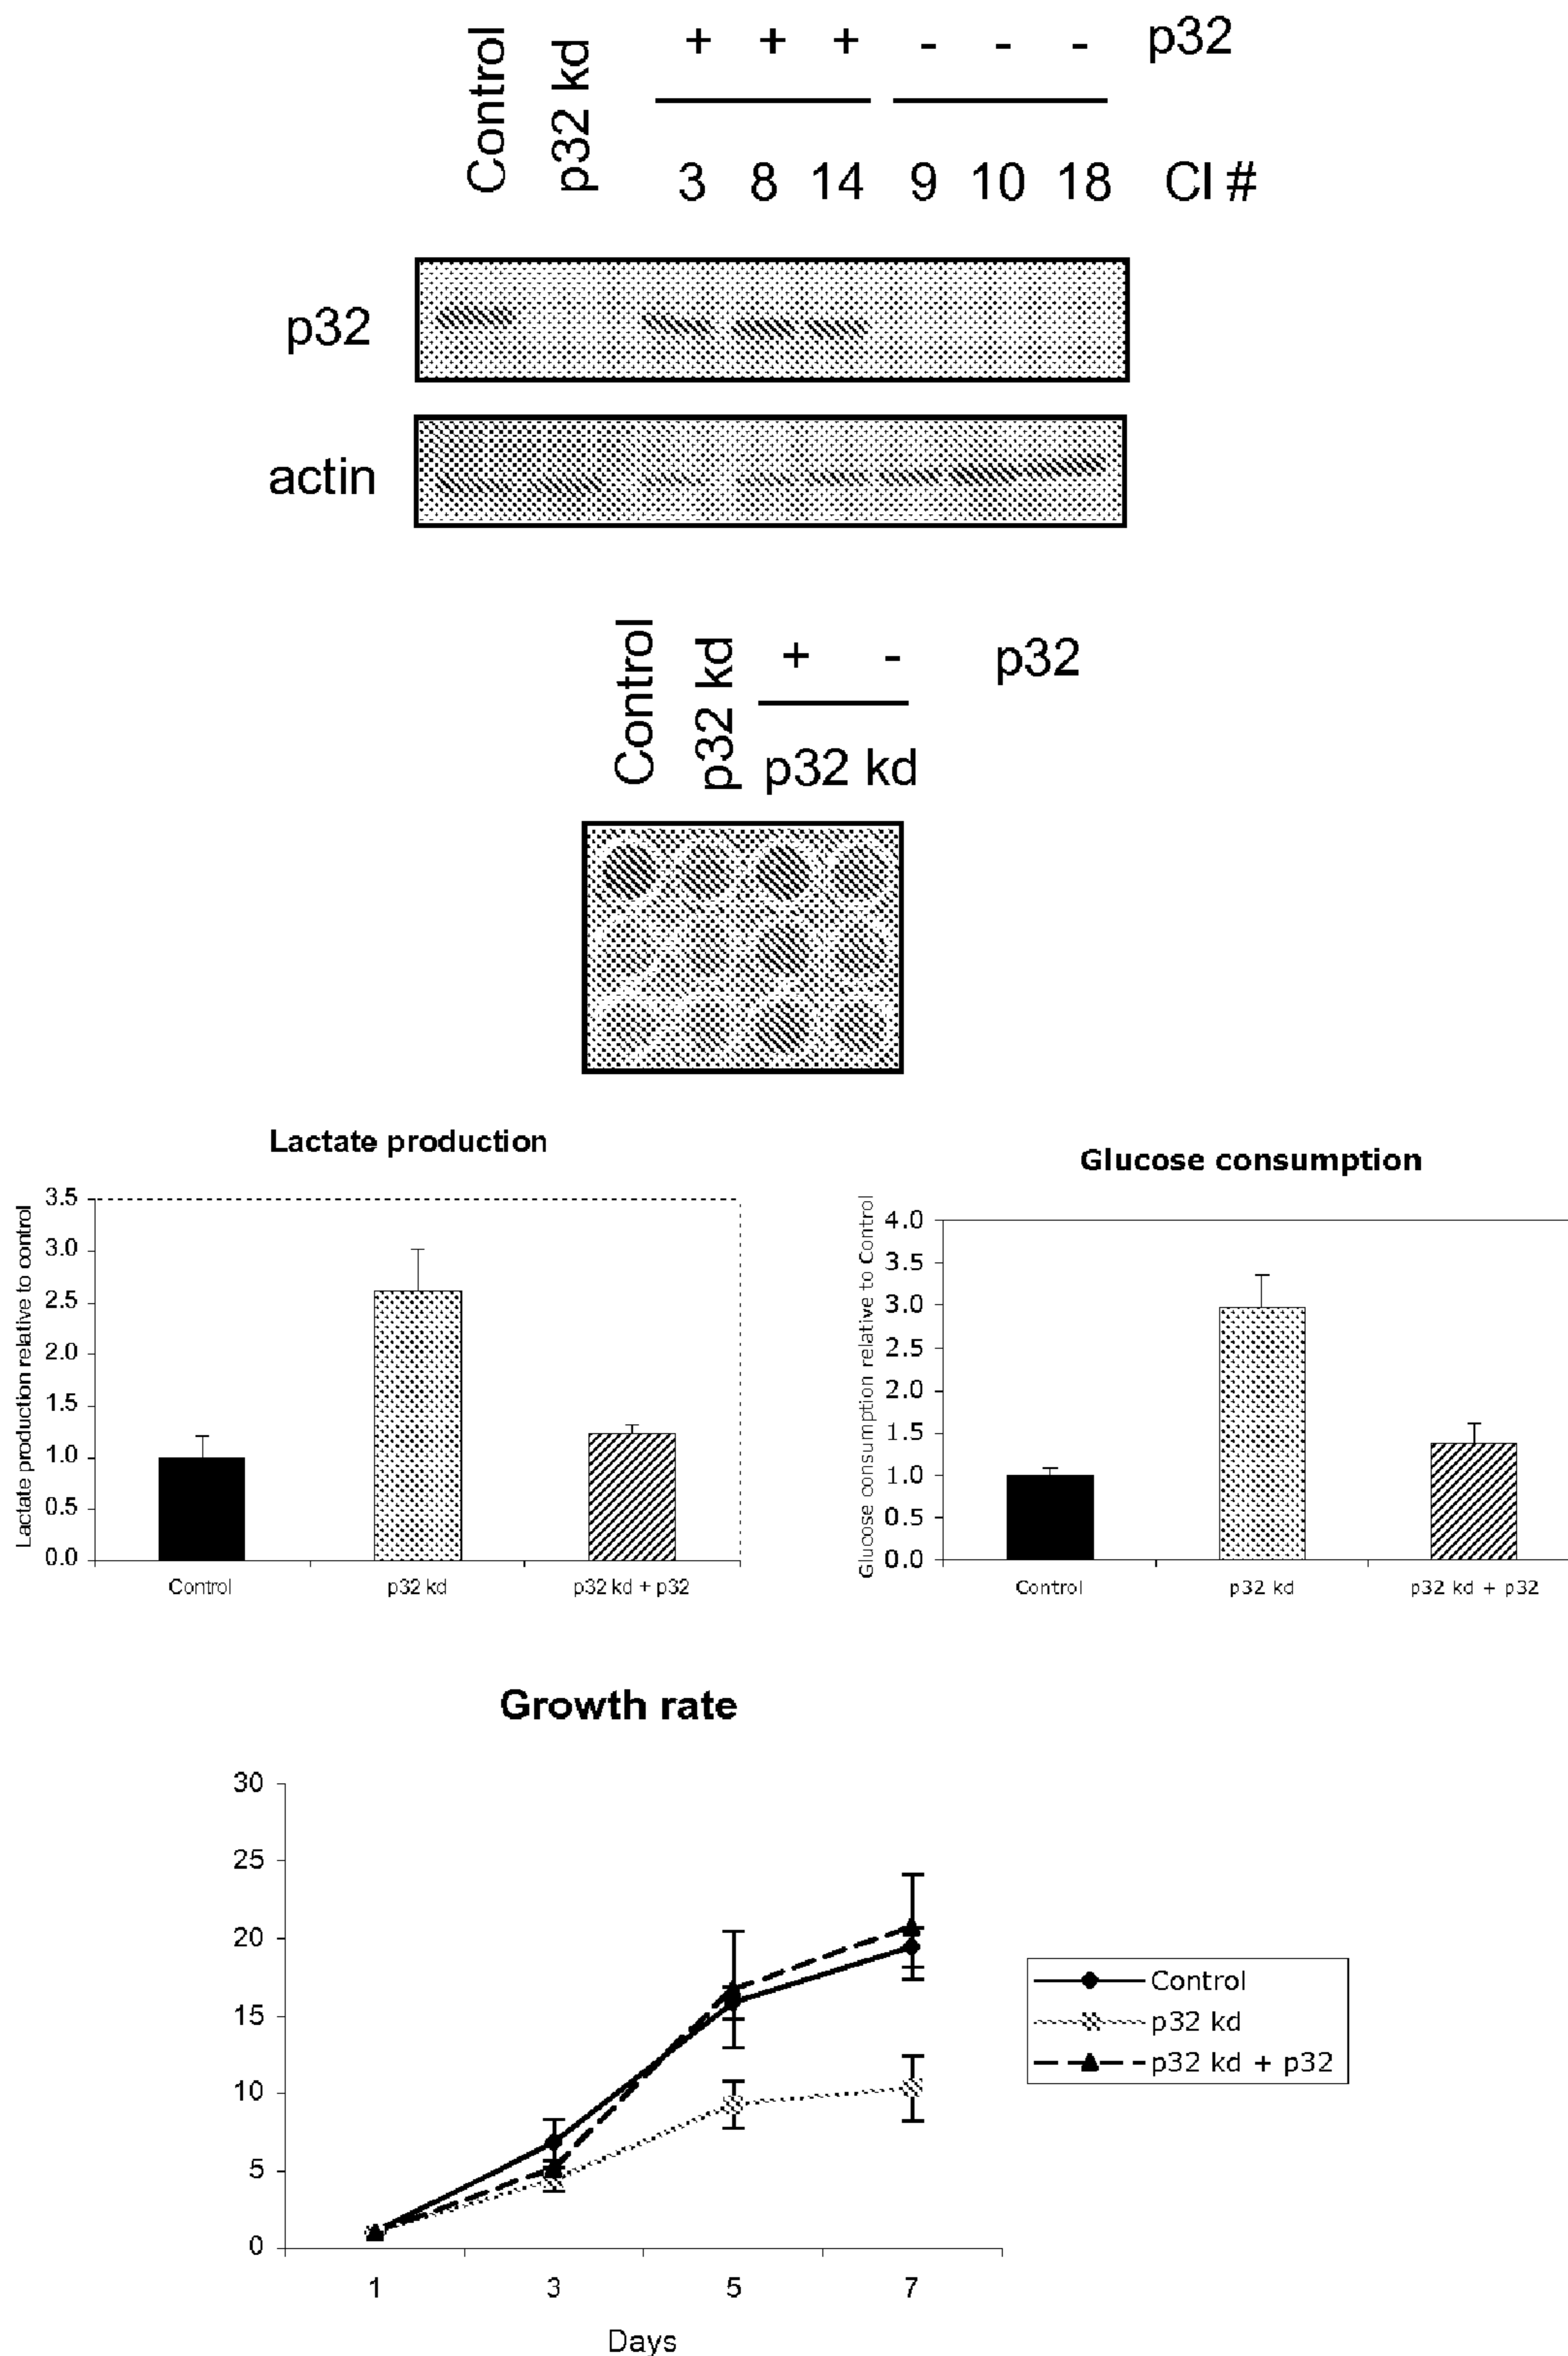 Control p32 kd + + + - - - p32
3 8 14 9 10 18 Cl #
p32
actin
Control p32 kd + - p32
p32 kd
Lactate production
Lactate production relative to control
3.5
3.0
2.5
2.0
1.5
1.0
0.5
0.0
Control p32 kd p32 kd + p32
Glucose consumption
Glucose consumption relative to Control
4.0
3.5
3.0
2.5
2.0
1.5
1.0
0.5
0.0
Control p32 kd p32 kd + p32
Growth rate
30
25
20
15
10
5
0
1 3 5 7
Days
Control
p32 kd
p32 kd + p32